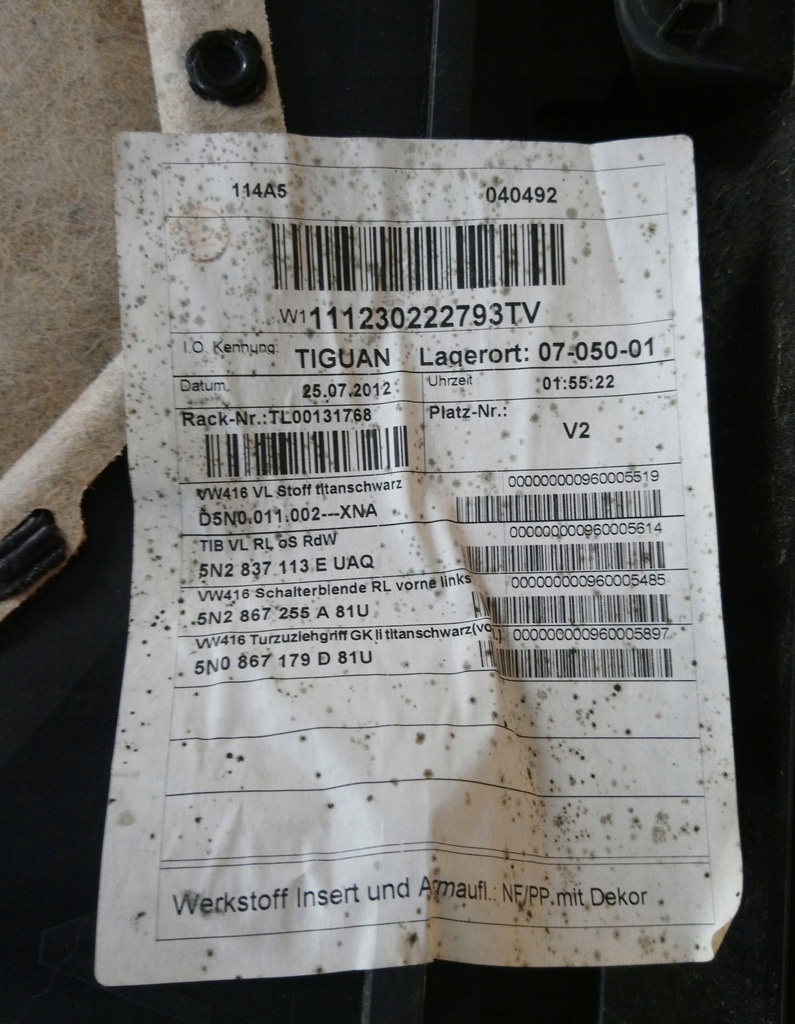 114A5 040492
W1111230222793TV
I.O. Kennung: TIGUAN Lagerort: 07-050-01
Datum 25.07.2012 Uhrzeit 01:55:22
Rack-Nr.:TL00131768 Platz-Nr.:
V2
VW416 VL Stoff titanschwarz 000000000960005519
D5N0.011.002---XNA
TIB VL RL oS RdW 000000000960005614
5N2 837 113 E UAQ
VW416 Schalterblende RL vorne links 000000000960005485
5N2 867 255 A 81U
VW416 Turzuziehgriff GK li titanschwarz(vo. 000000000960005897
5N0 867 179 D 81U
Werkstoff Insert und Armaufl.: NF/PP mit Dekor